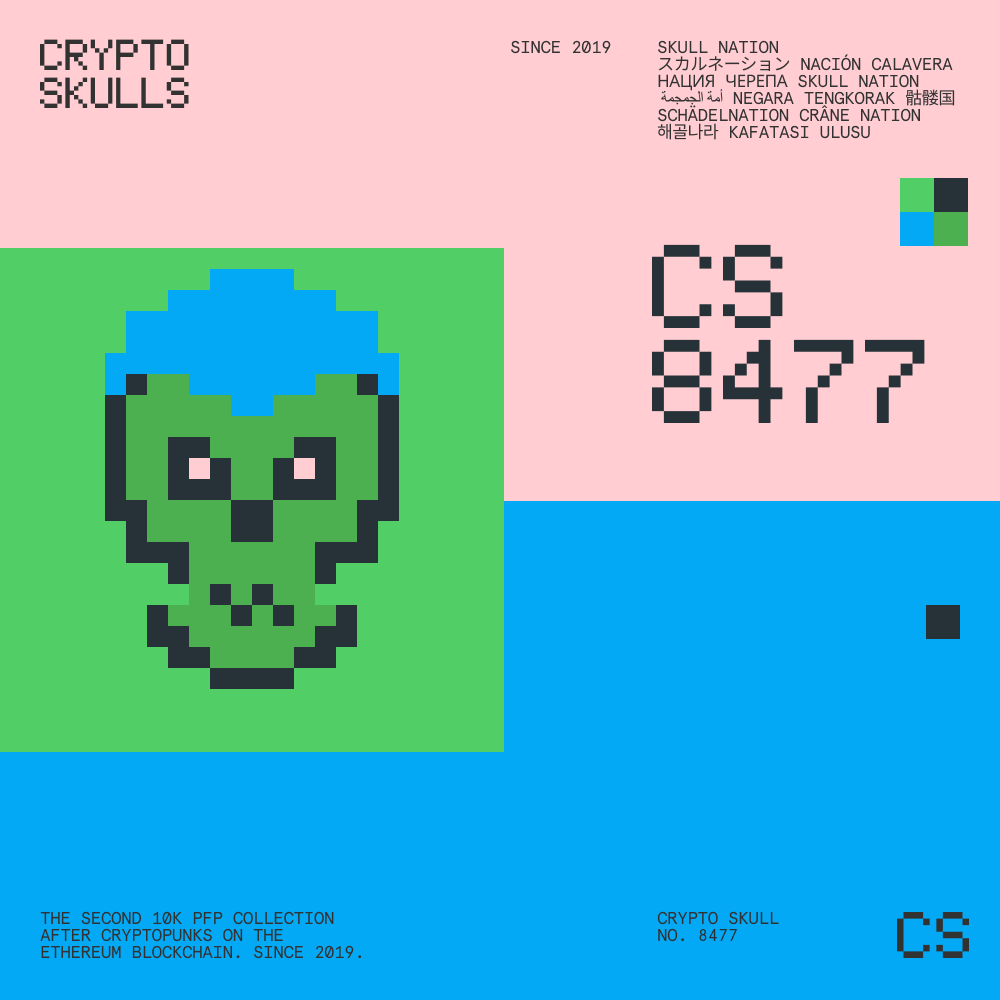 CRYPTO
SKULLS
SINCE 2019
SKULL NATION
スカルネーション NACIÓN CALAVERA
НАЦИЯ ЧЕРЕПА SKULL NATION
أمة الجمجمة NEGARA TENGKORAK 骷髅国
SCHÄDELNATION CRÂNE NATION
해골나라 KAFATASI ULUSU
CS
8477
THE SECOND 10K PFP COLLECTION
AFTER CRYPTOPUNKS ON THE
ETHEREUM BLOCKCHAIN. SINCE 2019.
CRYPTO SKULL
NO. 8477
CS